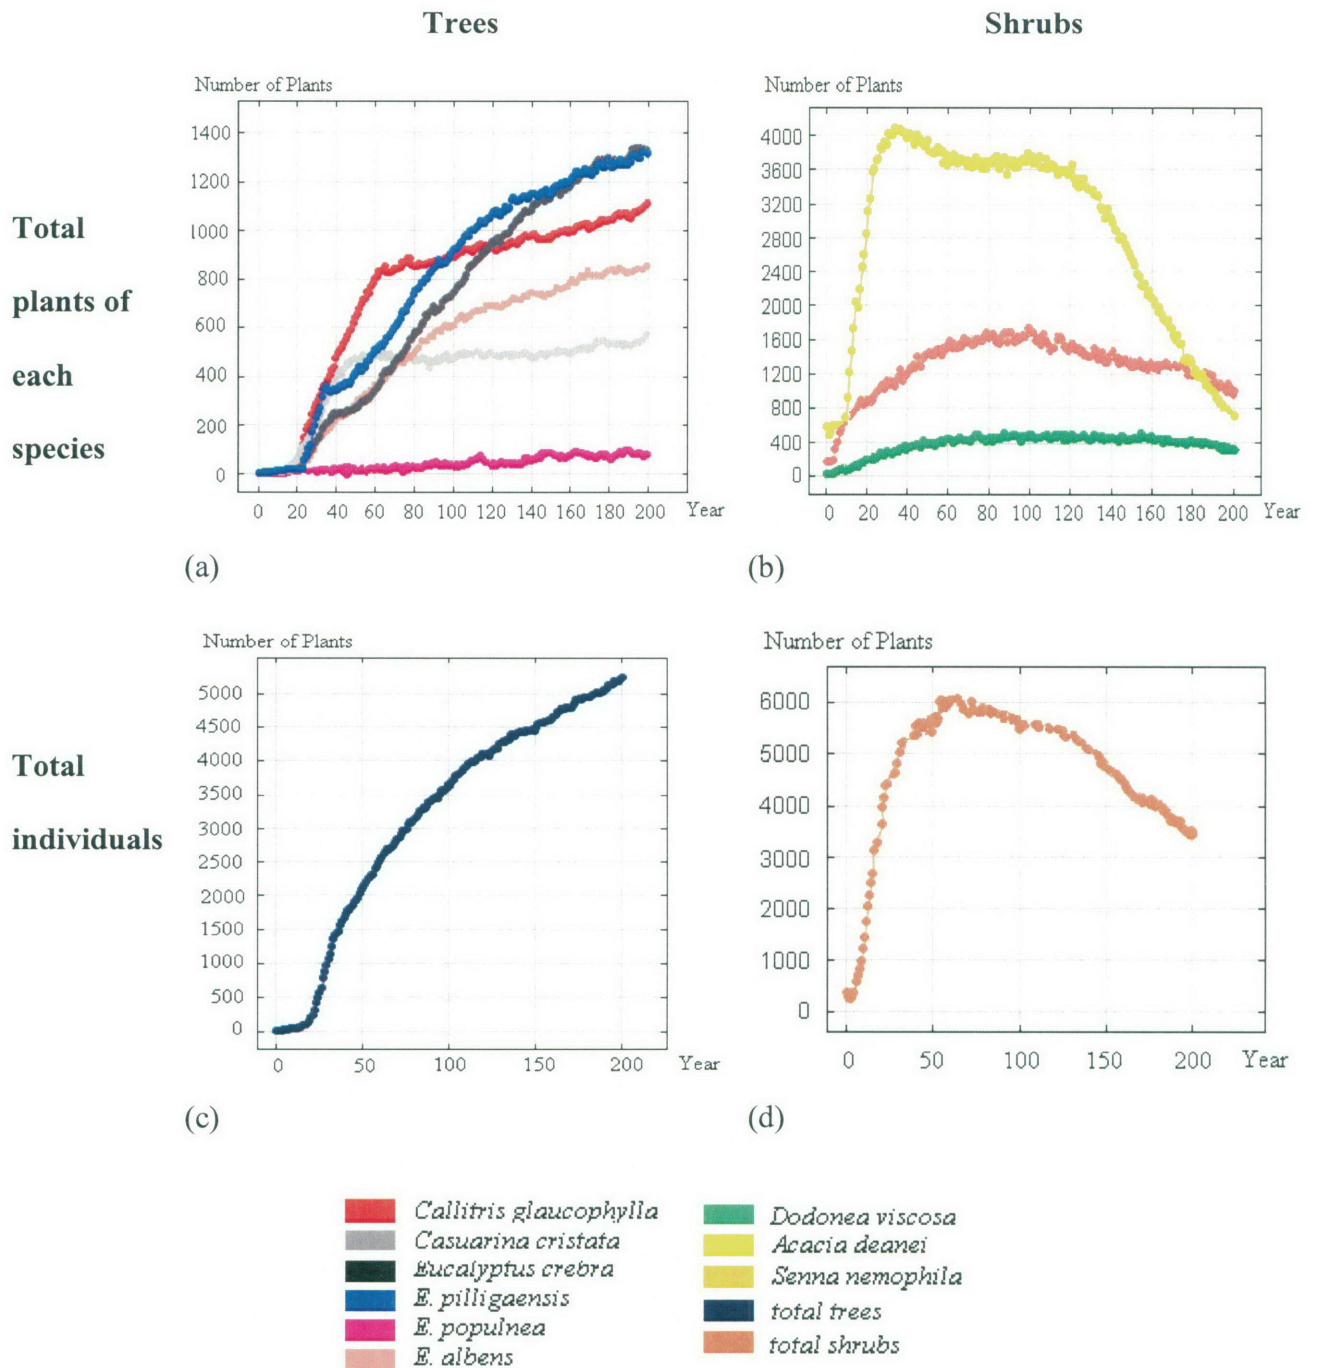 Trees
Shrubs
Total
plants of
each
species
Number of Plants
1400
1200
1000
800
600
400
200
0
0 20 40 60 80 100 120 140 160 180 200 Year
(a)
Number of Plants
4000
3600
3200
2800
2400
2000
1600
1200
800
400
0
0 20 40 60 80 100 120 140 160 180 200 Year
(b)
Total
individuals
Number of Plants
5000
4500
4000
3500
3000
2500
2000
1500
1000
500
0
0 50 100 150 200 Year
(c)
Number of Plants
6000
5000
4000
3000
2000
1000
0
0 50 100 150 200 Year
(d)
Callitris glaucophylla
Casuarina cristata
Eucalyptus crebra
E. pilligaensis
E. populnea
E. albens
Dodonea viscosa
Acacia deanei
Senna nemophila
total trees
total shrubs